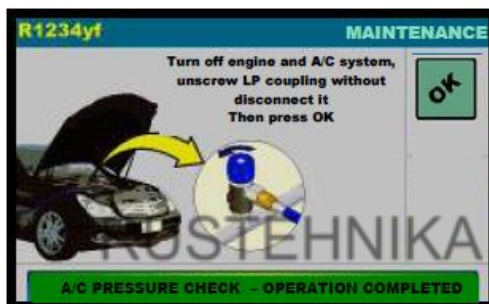 R1234yf
MAINTENANCE
Turn off engine and A/C system,
unscrew LP coupling without
disconnect it
Then press OK
OK
RUSTEHNIKA
A/C PRESSURE CHECK - OPERATION COMPLETED